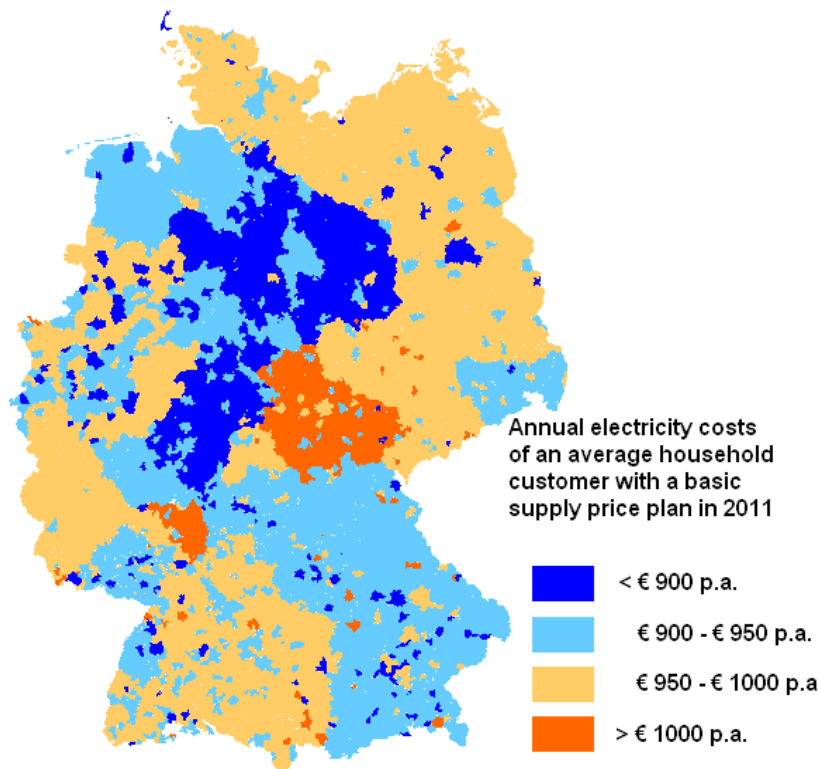 Annual electricity costs
of an average household
customer with a basic
supply price plan in 2011
< € 900 p.a.
€ 900 - € 950 p.a.
€ 950 - € 1000 p.a
> € 1000 p.a.